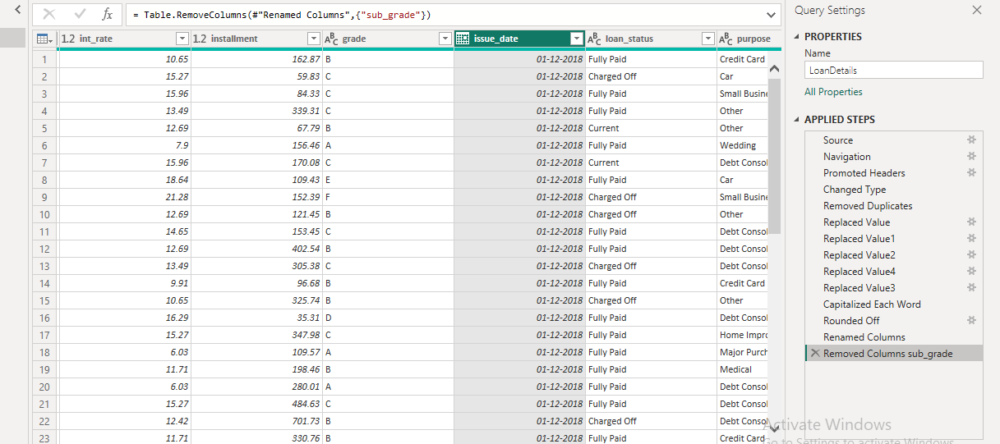 = Table.RemoveColumns(#"Renamed Columns",{"sub_grade"})
1.2 int_rate 1.2 installment ABC grade issue_date ABC loan_status ABC purpose
1 10.65 162.87 B 01-12-2018 Fully Paid Credit Card
2 15.27 59.83 C 01-12-2018 Charged Off Car
3 15.96 84.33 C 01-12-2018 Fully Paid Small Busine
4 13.49 339.31 C 01-12-2018 Fully Paid Other
5 12.69 67.79 B 01-12-2018 Current Other
6 7.9 156.46 A 01-12-2018 Fully Paid Wedding
7 15.96 170.08 C 01-12-2018 Current Debt Consol
8 18.64 109.43 E 01-12-2018 Fully Paid Car
9 21.28 152.39 F 01-12-2018 Charged Off Small Busine
10 12.69 121.45 B 01-12-2018 Charged Off Other
11 14.65 153.45 C 01-12-2018 Fully Paid Debt Consol
12 12.69 402.54 B 01-12-2018 Fully Paid Debt Consol
13 13.49 305.38 C 01-12-2018 Charged Off Debt Consol
14 9.91 96.68 B 01-12-2018 Fully Paid Credit Card
15 10.65 325.74 B 01-12-2018 Charged Off Other
16 16.29 35.31 D 01-12-2018 Fully Paid Debt Consol
17 15.27 347.98 C 01-12-2018 Fully Paid Home Impro
18 6.03 109.57 A 01-12-2018 Fully Paid Major Purch
19 11.71 198.46 B 01-12-2018 Fully Paid Medical
20 6.03 280.01 A 01-12-2018 Fully Paid Debt Consol
21 15.27 484.63 C 01-12-2018 Fully Paid Debt Consol
22 12.42 701.73 B 01-12-2018 Charged Off Debt Consol
23 11.71 330.76 B 01-12-2018 Fully Paid Credit Card
Query Settings
PROPERTIES
Name
LoanDetails
All Properties
APPLIED STEPS
Source
Navigation
Promoted Headers
Changed Type
Removed Duplicates
Replaced Value
Replaced Value1
Replaced Value2
Replaced Value4
Replaced Value3
Capitalized Each Word
Rounded Off
Renamed Columns
Removed Columns sub_grade
Activate Windows
Go to Settings to activate Windows.